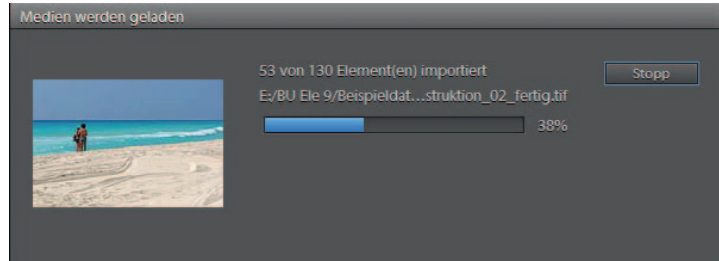 Medien werden geladen
53 von 130 Element(en) importiert
Stopp
E:/BU Ele 9/Beispieldat...struktion_02_fertig.tif
38%